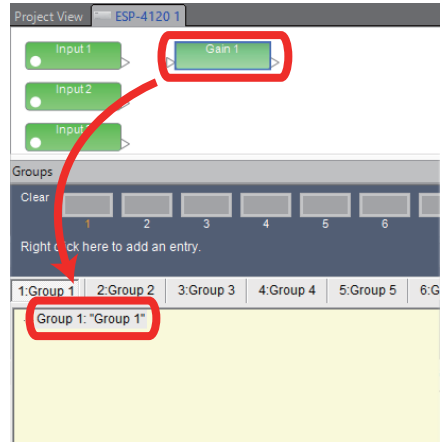 Project View ESP-4120 1
Input 1 Gain 1
Input 2
Input
Groups
Clear
1 2 3 4 5 6
Right click here to add an entry.
1:Group 1 2:Group 2 3:Group 3 4:Group 4 5:Group 5 6:G
Group 1: "Group 1"